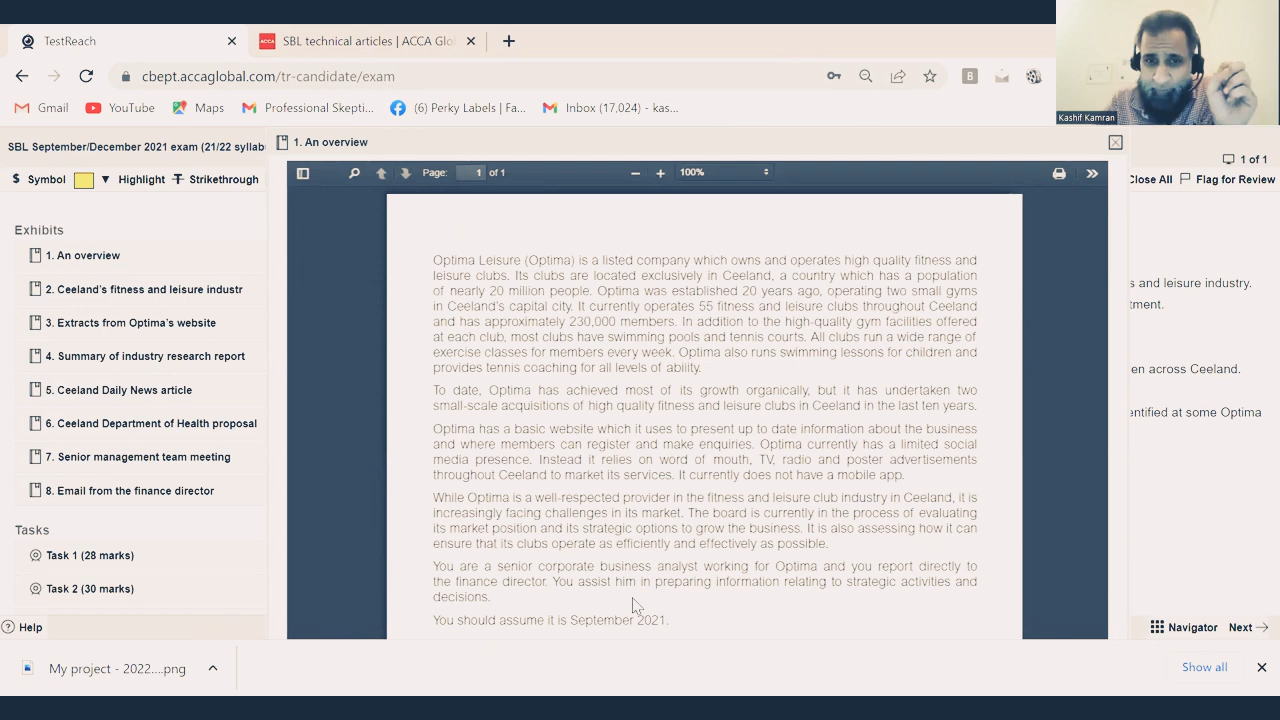 TestReach
SBL technical articles | ACCA Glo
cbept.accaglobal.com/tr-candidate/exam
Gmail
YouTube
Maps
Professional Skepti...
(6) Perky Labels | Fa...
Inbox (17,024) - kas...
B
Kashif Kamran
SBL September/December 2021 exam (21/22 syllab
1. An overview
1 of 1
$ Symbol
Highlight
Strikethrough
Page: 1 of 1
100%
Close All
Flag for Review
Exhibits
1. An overview
2. Ceeland's fitness and leisure industr
3. Extracts from Optima's website
4. Summary of industry research report
5. Ceeland Daily News article
6. Ceeland Department of Health proposal
7. Senior management team meeting
8. Email from the finance director
Tasks
Task 1 (28 marks)
Task 2 (30 marks)
Optima Leisure (Optima) is a listed company which owns and operates high quality fitness and
leisure clubs. Its clubs are located exclusively in Ceeland, a country which has a population
of nearly 20 million people. Optima was established 20 years ago, operating two small gyms
in Ceeland's capital city. It currently operates 55 fitness and leisure clubs throughout Ceeland
and has approximately 230,000 members. In addition to the high-quality gym facilities offered
at each club, most clubs have swimming pools and tennis courts. All clubs run a wide range of
exercise classes for members every week. Optima also runs swimming lessons for children and
provides tennis coaching for all levels of ability.
To date, Optima has achieved most of its growth organically, but it has undertaken two
small-scale acquisitions of high quality fitness and leisure clubs in Ceeland in the last ten years.
Optima has a basic website which it uses to present up to date information about the business
and where members can register and make enquiries. Optima currently has a limited social
media presence. Instead it relies on word of mouth, TV, radio and poster advertisements
throughout Ceeland to market its services. It currently does not have a mobile app.
While Optima is a well-respected provider in the fitness and leisure club industry in Ceeland, it is
increasingly facing challenges in its market. The board is currently in the process of evaluating
its market position and its strategic options to grow the business. It is also assessing how it can
ensure that its clubs operate as efficiently and effectively as possible.
You are a senior corporate business analyst working for Optima and you report directly to
the finance director. You assist him in preparing information relating to strategic activities and
decisions.
You should assume it is September 2021.
s and leisure industry.
tment.
en across Ceeland.
entified at some Optima
Help
Navigator
Next
My project - 2022....png
Show all